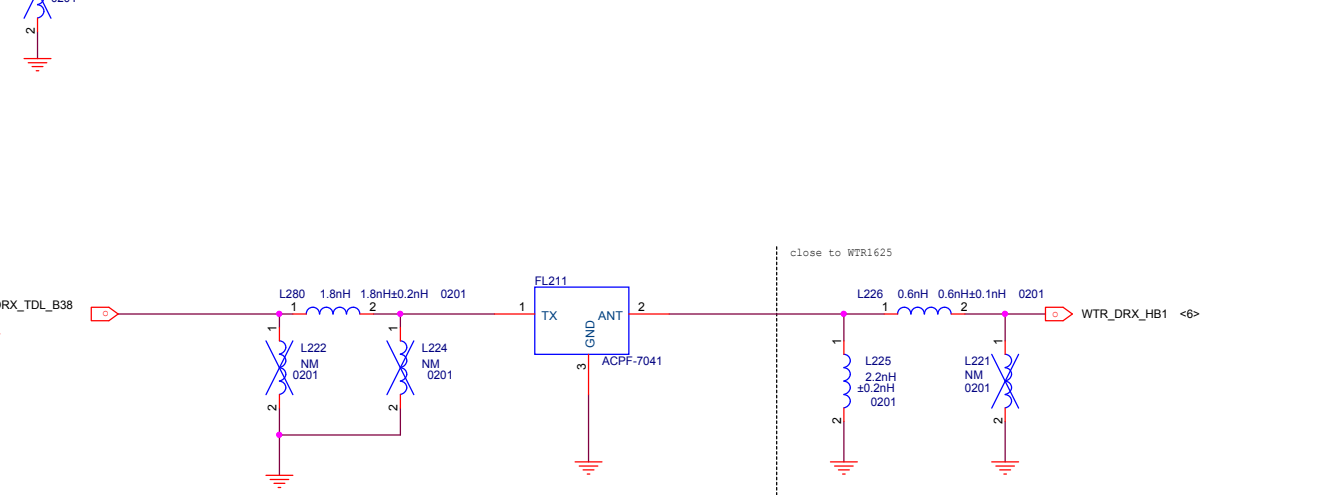 2
close to WTR1625
FL211
L280 1.8nH 1.8nH±0.2nH 0201
L226 0.6nH 0.6nH±0.1nH 0201
RX_TDL_B38
1 2
1 TX ANT 2
1 2
WTR_DRX_HB1 <6>
GND
3
ACPF-7041
1
L222
NM
0201
2
1
L224
NM
0201
2
1
L225
2.2nH
±0.2nH
0201
2
1
L221
NM
0201
2